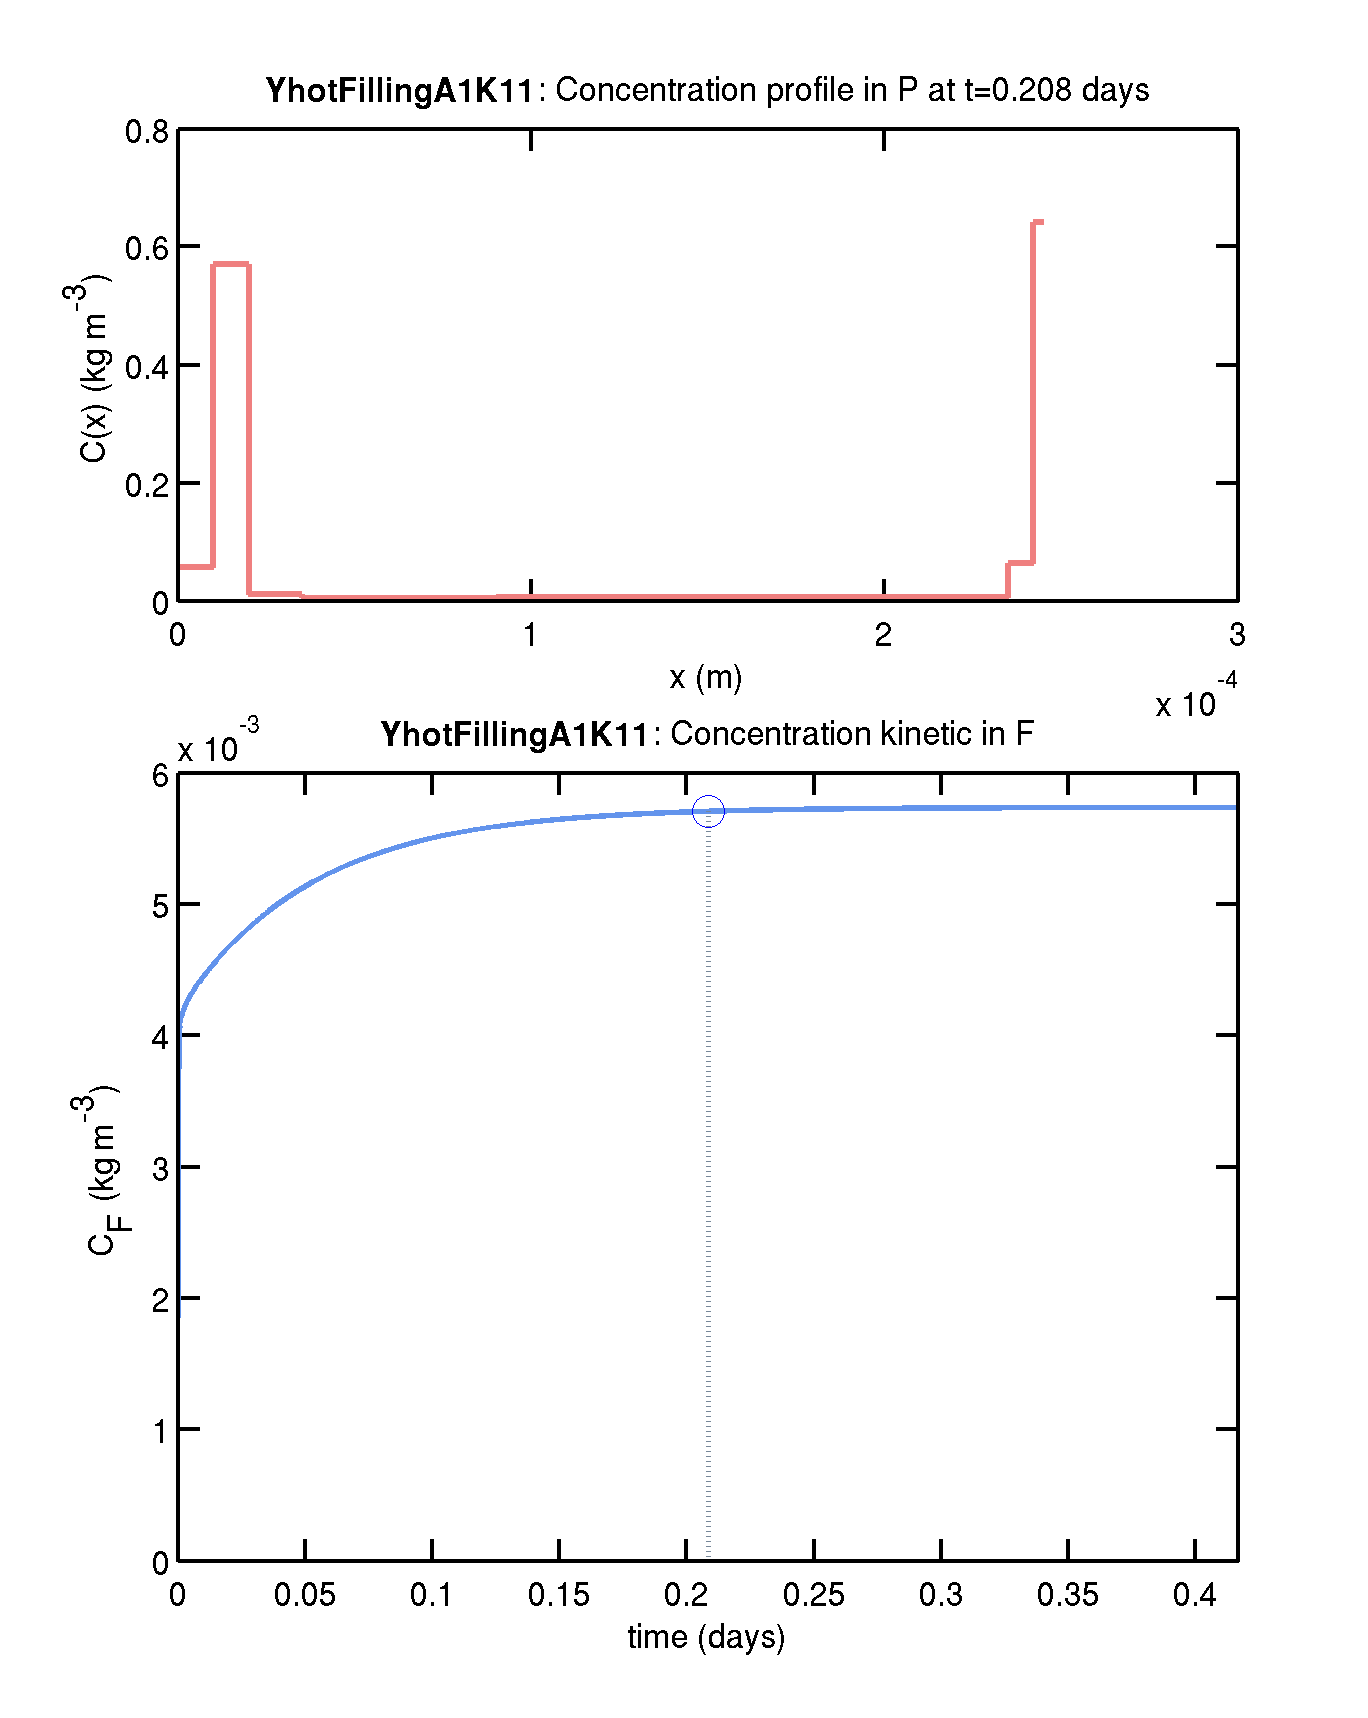 YhotFillingA1K11: Concentration profile in P at t=0.208 days
0.8
0.6
0.4
0.2
0
C(x) (kg m-3)
0 1 2 3
x (m)
x 10-4
YhotFillingA1K11: Concentration kinetic in F
x 10-3
6
5
4
3
2
1
0
CF (kg m-3)
0 0.05 0.1 0.15 0.2 0.25 0.3 0.35 0.4
time (days)